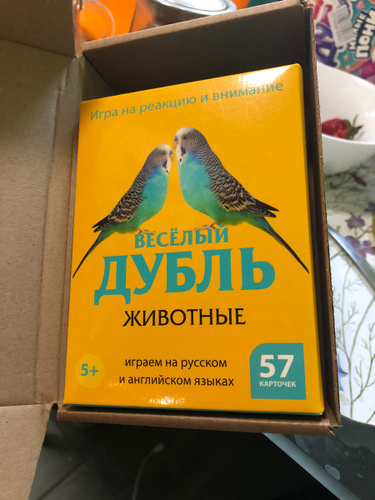 Игра на реакцию и внимание
ВЕСЁЛЫЙ
ДУБЛЬ
ЖИВОТНЫЕ
5+
играем на русском
и английском языках
57
КАРТОЧЕК